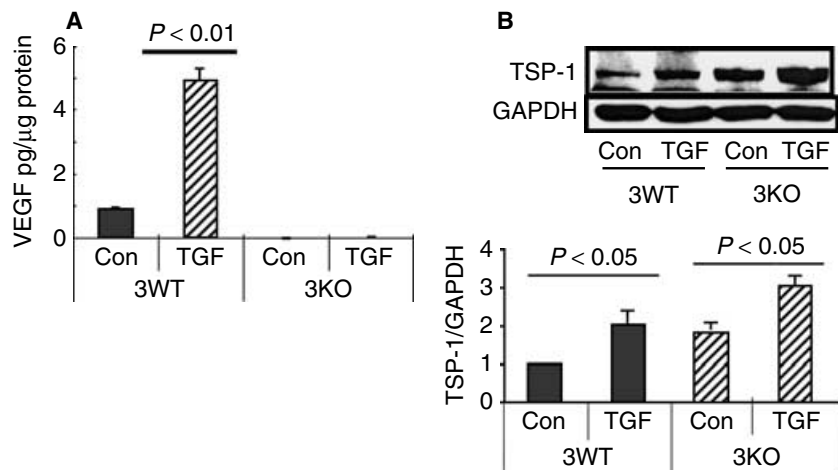 A
P < 0.01
VEGF pg/μg protein
6
4
2
0
Con TGF Con TGF
3WT 3KO
B
TSP-1
GAPDH
Con TGF Con TGF
3WT 3KO
P < 0.05 P < 0.05
TSP-1/GAPDH
4
3
2
1
0
Con TGF Con TGF
3WT 3KO